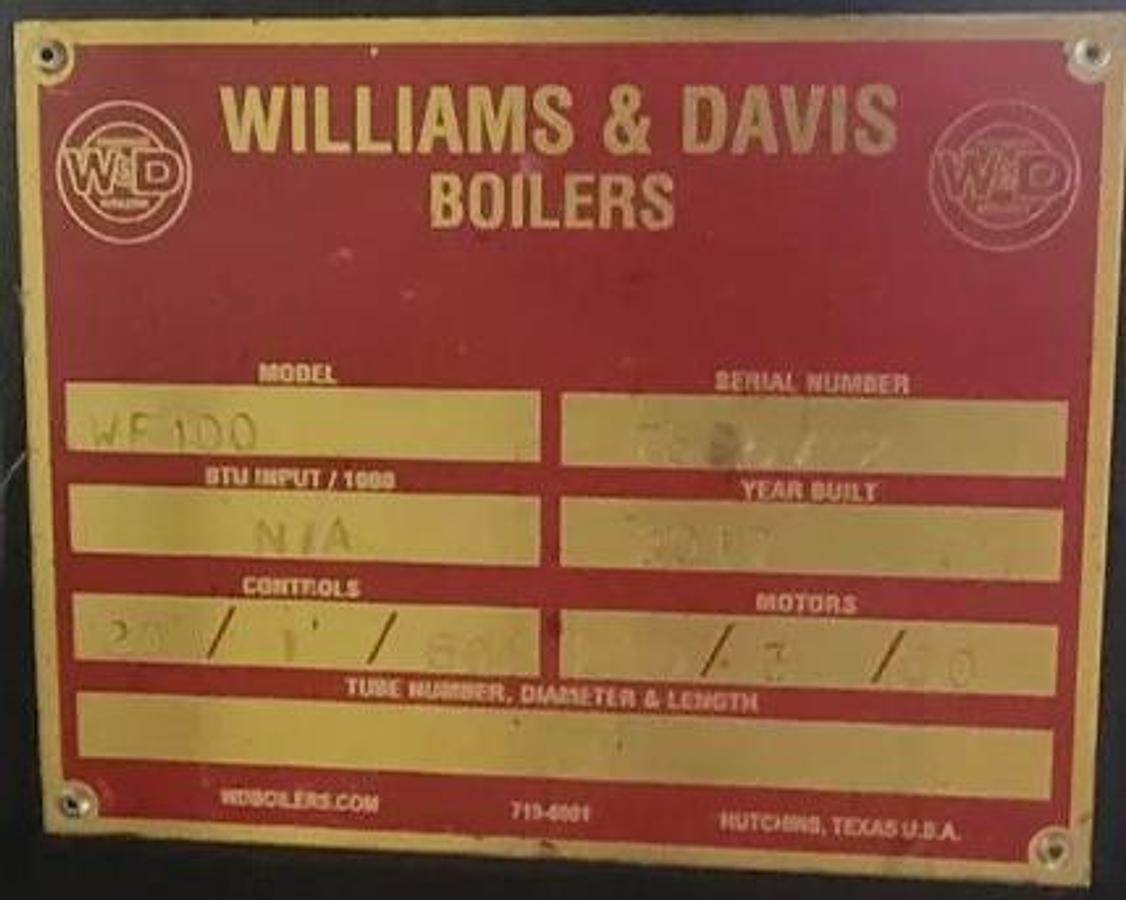 WILLIAMS & DAVIS
BOILERS
W&D
W&D
MODEL
SERIAL NUMBER
WF100
BTU INPUT / 1000
YEAR BUILT
N/A
CONTROLS
MOTORS
/ /
/ 3 /
TUBE NUMBER, DIAMETER & LENGTH
WDBOILERS.COM
HUTCHINS, TEXAS U.S.A.